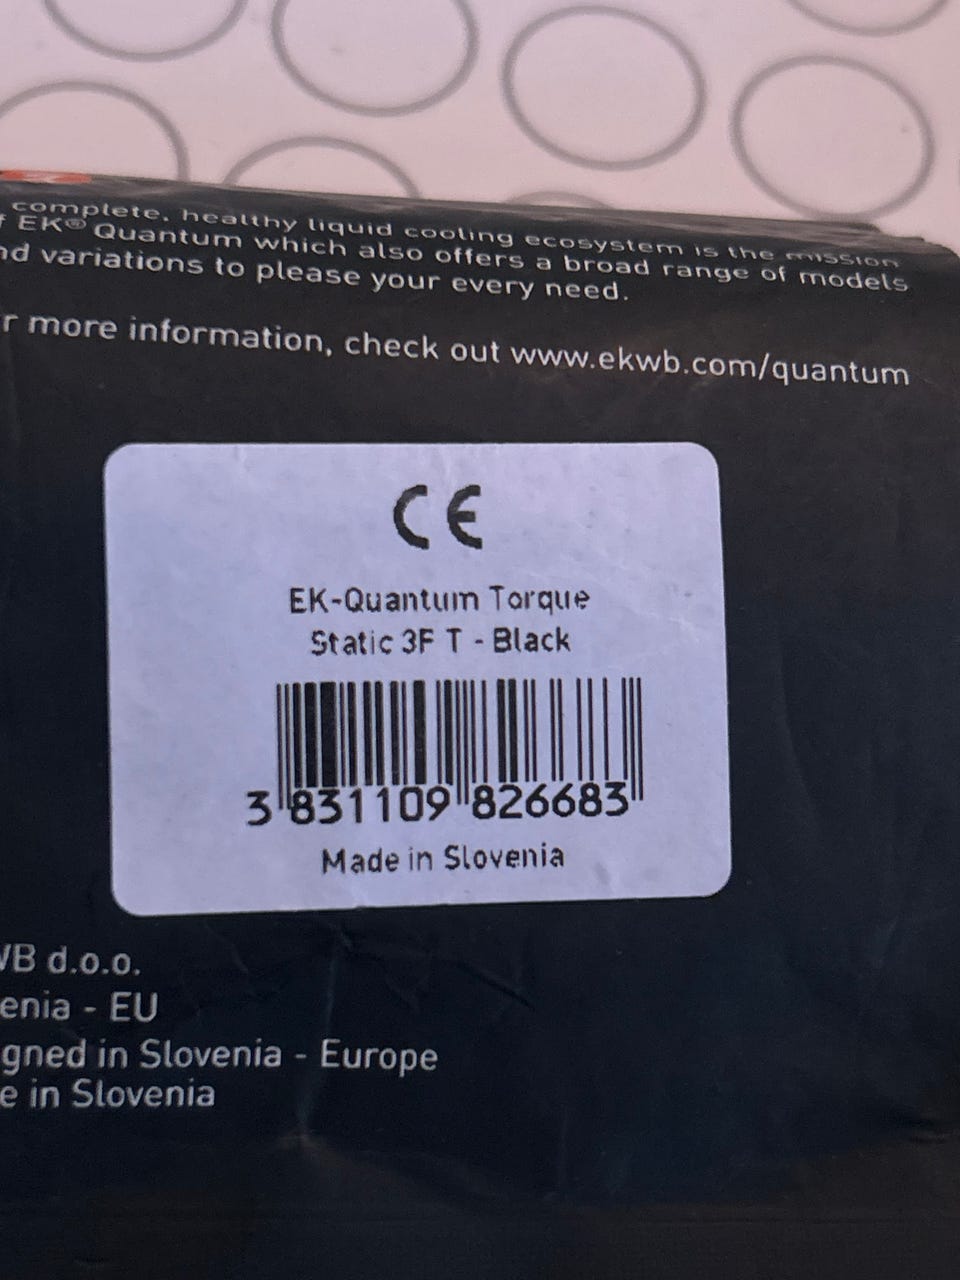 complete, healthy liquid cooling ecosystem is the mission
f EK® Quantum which also offers a broad range of models
nd variations to please your every need.
r more information, check out www.ekwb.com/quantum
CE
EK-Quantum Torque
Static 3F T - Black
3 831109 826683
Made in Slovenia
WB d.o.o.
enia - EU
gned in Slovenia - Europe
e in Slovenia